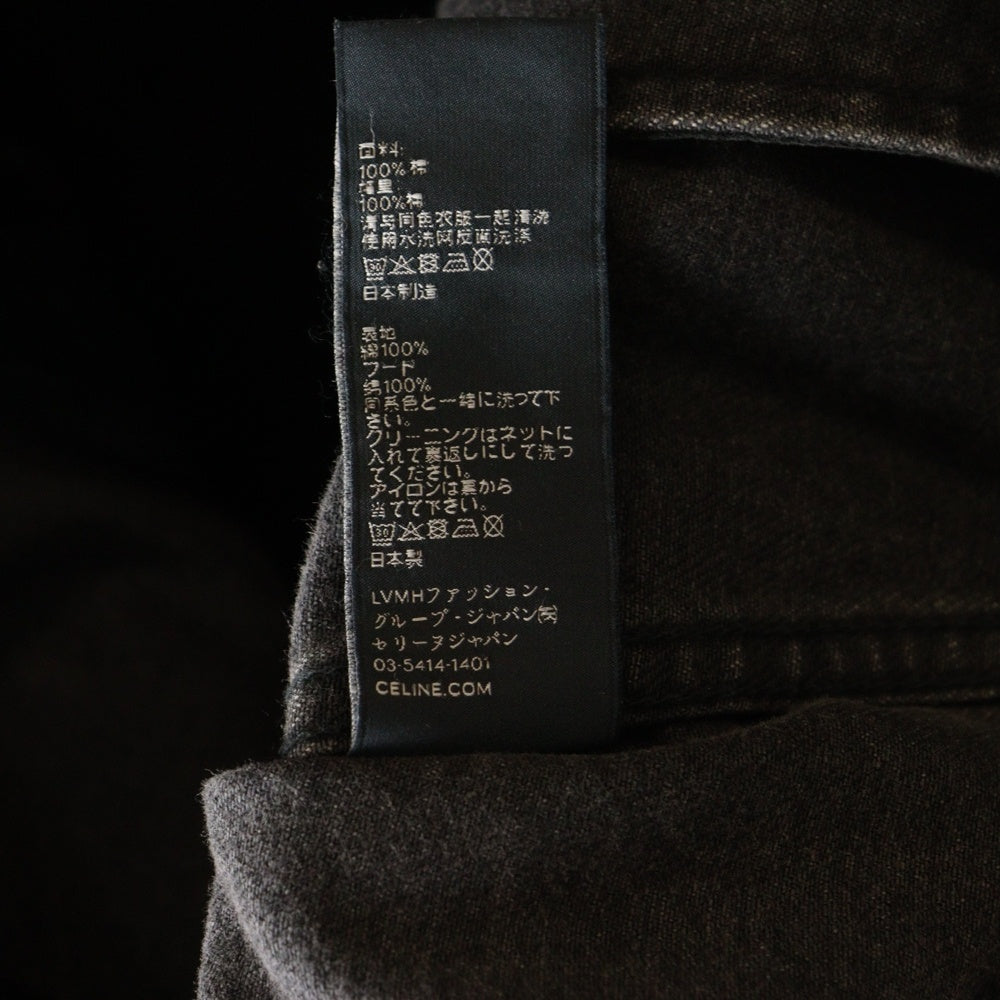 面料:
100% 棉
帽里:
100% 棉
请与同色衣服一起清洗
使用水洗网反面洗涤
30
日本制造
表地
綿100%
フード
綿100%
同系色と一緒に洗って下
さい。
クリーニングはネットに
入れて裏返しにして洗っ
てください。
アイロンは裏から
当てて下さい。
30
日本製
LVMHファッション・
グループ・ジャパン㈱
セリーヌジャパン
03-5414-1401
CELINE.COM